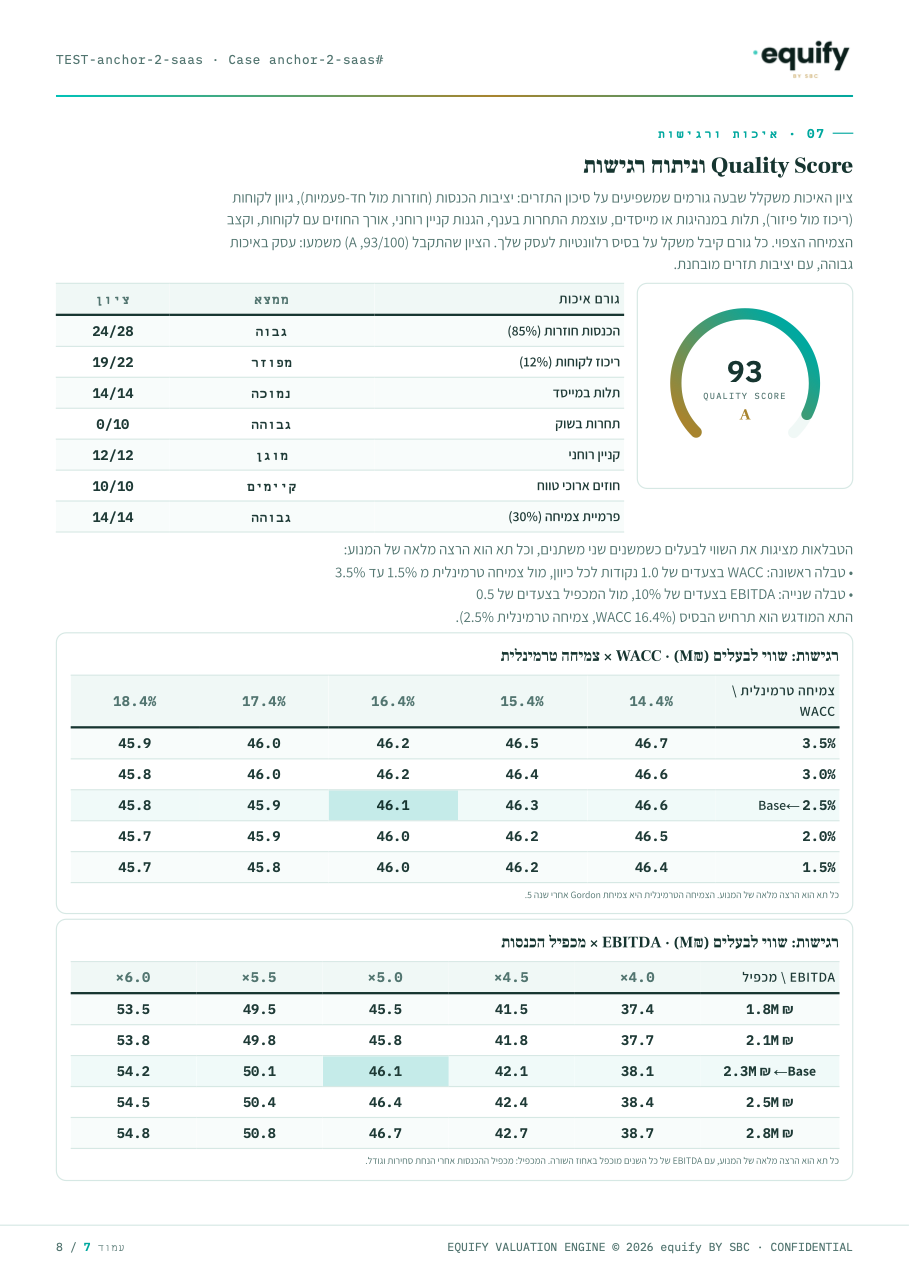 TEST-anchor-2-saas · Case anchor-2-saas#
equify
BY SBC
07 · איכות ורגישות
Quality Score וניתוח רגישות
ציון האיכות משקלל שבעה גורמים שמשפיעים על סיכון התזרים: יציבות הכנסות (חוזרות מול חד-פעמיות), גיוון לקוחות
(ריכוז מול פיזור), תלות במנהיגות או מייסדים, עוצמת התחרות בענף, הגנות קניין רוחני, אורך החוזים עם לקוחות, וקצב
הצמיחה הצפוי. כל גורם קיבל משקל על בסיס רלוונטיות לעסק שלך. הציון שהתקבל (93/100, A) משמעו: עסק באיכות
גבוהה, עם יציבות תזרים מובחנת.
93
QUALITY SCORE
A
גורם איכות ממצא ציון
הכנסות חוזרות (85%) גבוה 24/28
ריכוז לקוחות (12%) מפוזר 19/22
תלות במייסד נמוכה 14/14
תחרות בשוק גבוהה 0/10
קניין רוחני מוגן 12/12
חוזים ארוכי טווח קיימים 10/10
פרמיית צמיחה (30%) גבוהה 14/14
הטבלאות מציגות את השווי לבעלים כשמשנים שני משתנים, וכל תא הוא הרצה מלאה של המנוע:
• טבלה ראשונה: WACC בצעדים של 1.0 נקודות לכל כיוון, מול צמיחה טרמינלית מ 1.5% עד 3.5%
• טבלה שנייה: EBITDA בצעדים של 10%, מול המכפיל בצעדים של 0.5
התא המודגש הוא תרחיש הבסיס (WACC 16.4%, צמיחה טרמינלית 2.5%).
רגישות: שווי לבעלים (₪M) · WACC × צמיחה טרמינלית
צמיחה טרמינלית \ 14.4% 15.4% 16.4% 17.4% 18.4%
WACC
3.5% 46.7 46.5 46.2 46.0 45.9
3.0% 46.6 46.4 46.2 46.0 45.8
2.5% ←Base 46.6 46.3 46.1 45.9 45.8
2.0% 46.5 46.2 46.0 45.9 45.7
1.5% 46.4 46.2 46.0 45.8 45.7
כל תא הוא הרצה מלאה של המנוע. הצמיחה הטרמינלית היא צמיחת Gordon אחרי שנה 5.
רגישות: שווי לבעלים (₪M) · EBITDA × מכפיל הכנסות
EBITDA \ מכפיל ×4.0 ×4.5 ×5.0 ×5.5 ×6.0
1.8M ₪ 37.4 41.5 45.5 49.5 53.5
2.1M ₪ 37.7 41.8 45.8 49.8 53.8
2.3M ₪ ←Base 38.1 42.1 46.1 50.1 54.2
2.5M ₪ 38.4 42.4 46.4 50.4 54.5
2.8M ₪ 38.7 42.7 46.7 50.8 54.8
כל תא הוא הרצה מלאה של המנוע, עם EBITDA של כל השנים מוכפל באחוז השורה. המכפיל: מכפיל ההכנסות אחרי הנחת סחירות וגודל.
EQUIFY VALUATION ENGINE © 2026 equify BY SBC · CONFIDENTIAL
עמוד 7 / 8